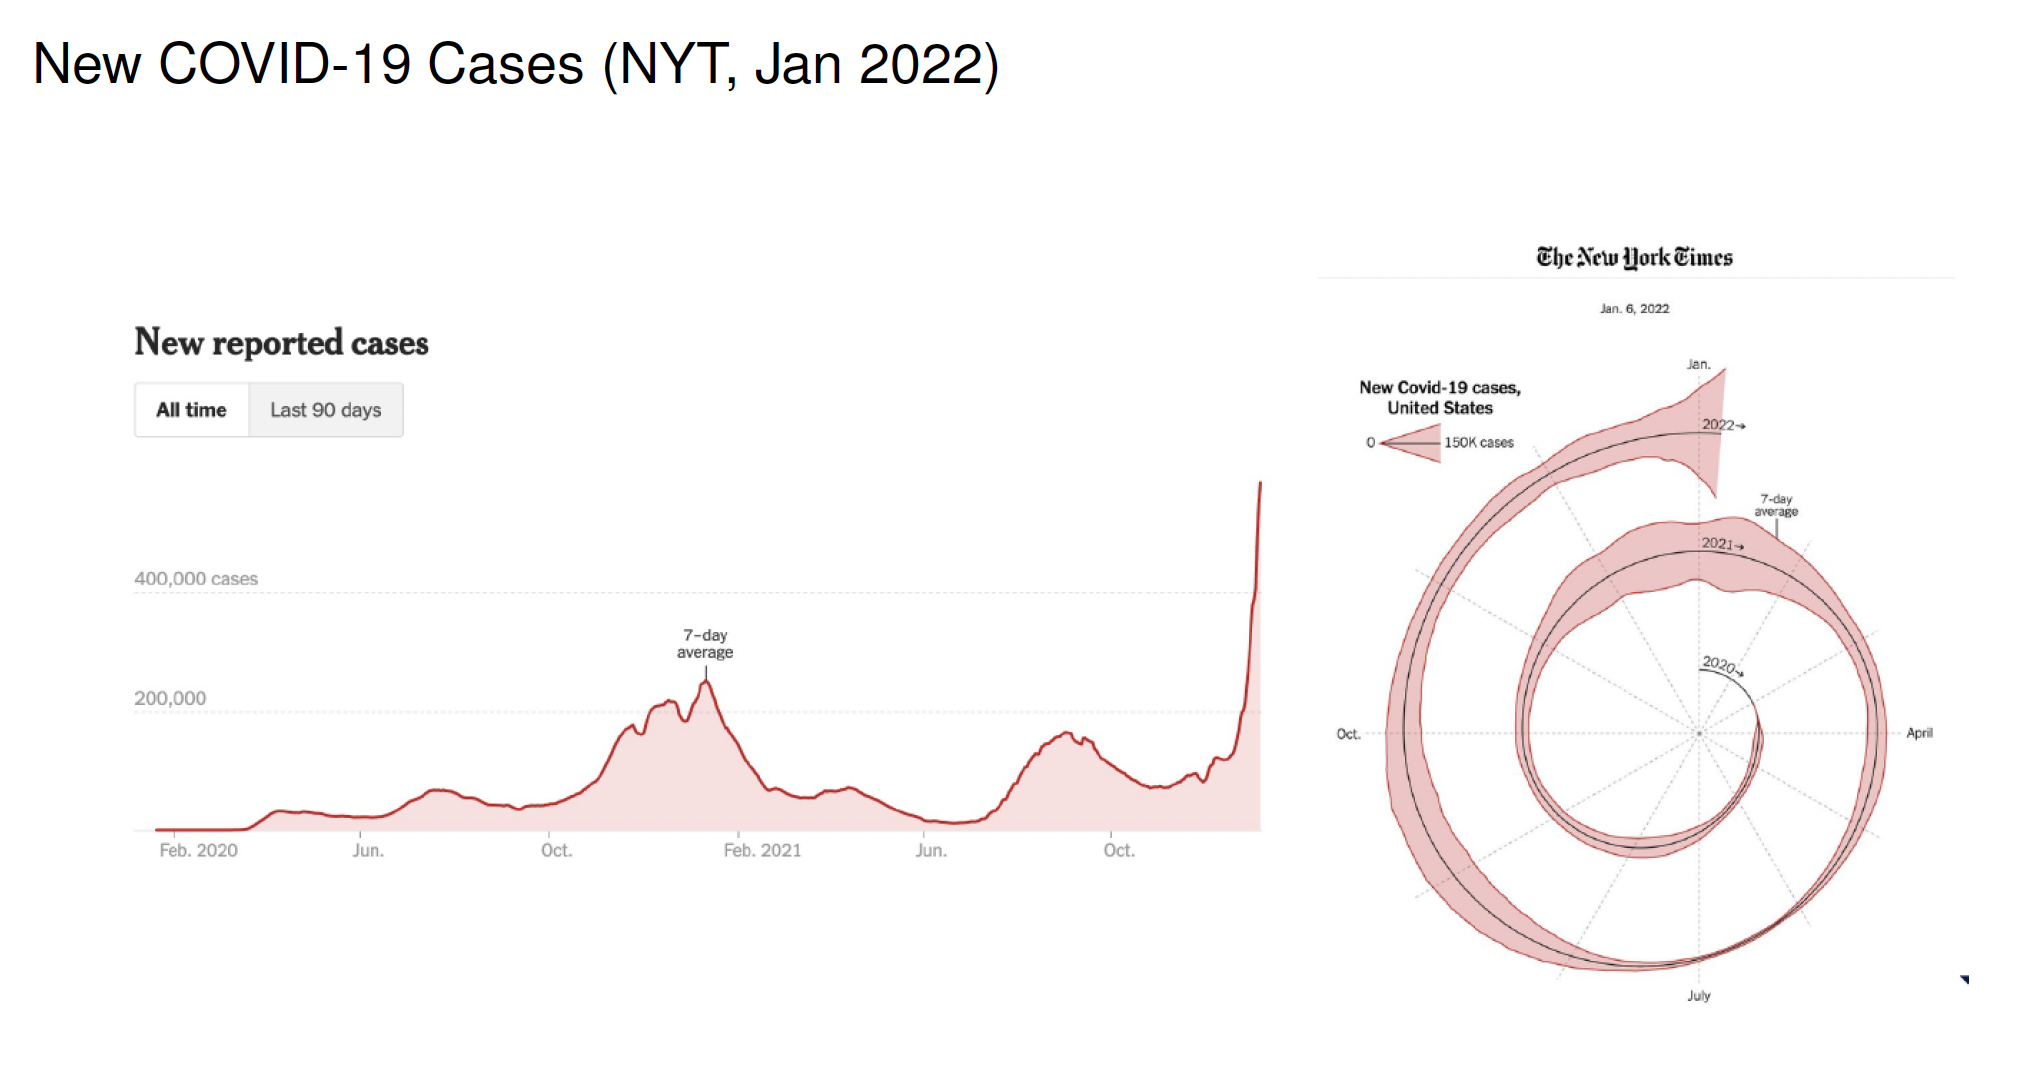 New COVID-19 Cases (NYT, Jan 2022)
New reported cases
All time
Last 90 days
400,000 cases
200,000
7-day
average
Feb. 2020
Jun.
Oct.
Feb. 2021
Jun.
Oct.
The New York Times
Jan. 6, 2022
New Covid-19 cases,
United States
0
150K cases
Jan.
2022→
7-day
average
2021→
2020→
Oct.
April
July